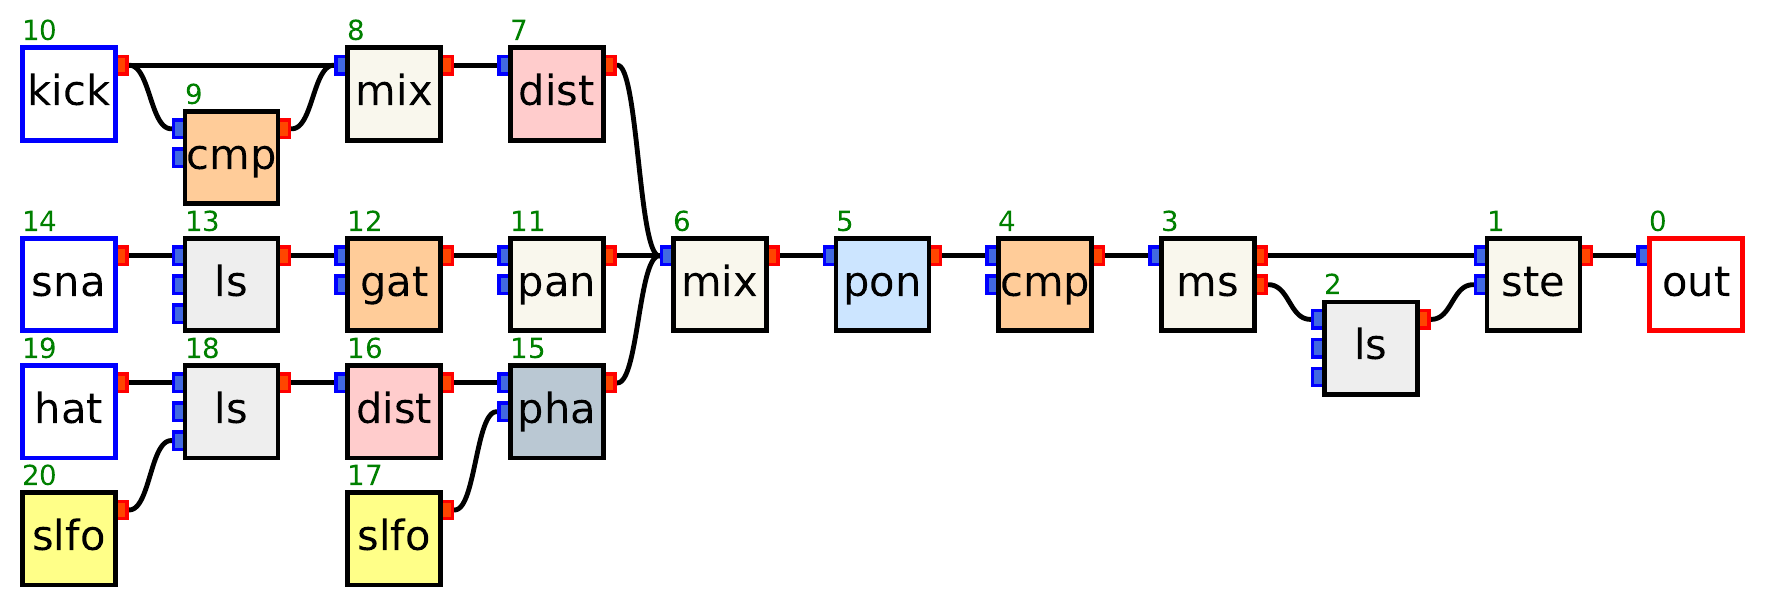 10 8 7
kick mix dist
9
cmp
14 13 12 11 6 5 4 3 1 0
sna ls gat pan mix pon cmp ms ste out
2
ls
19 18 16 15
hat ls dist pha
20 17
slfo slfo